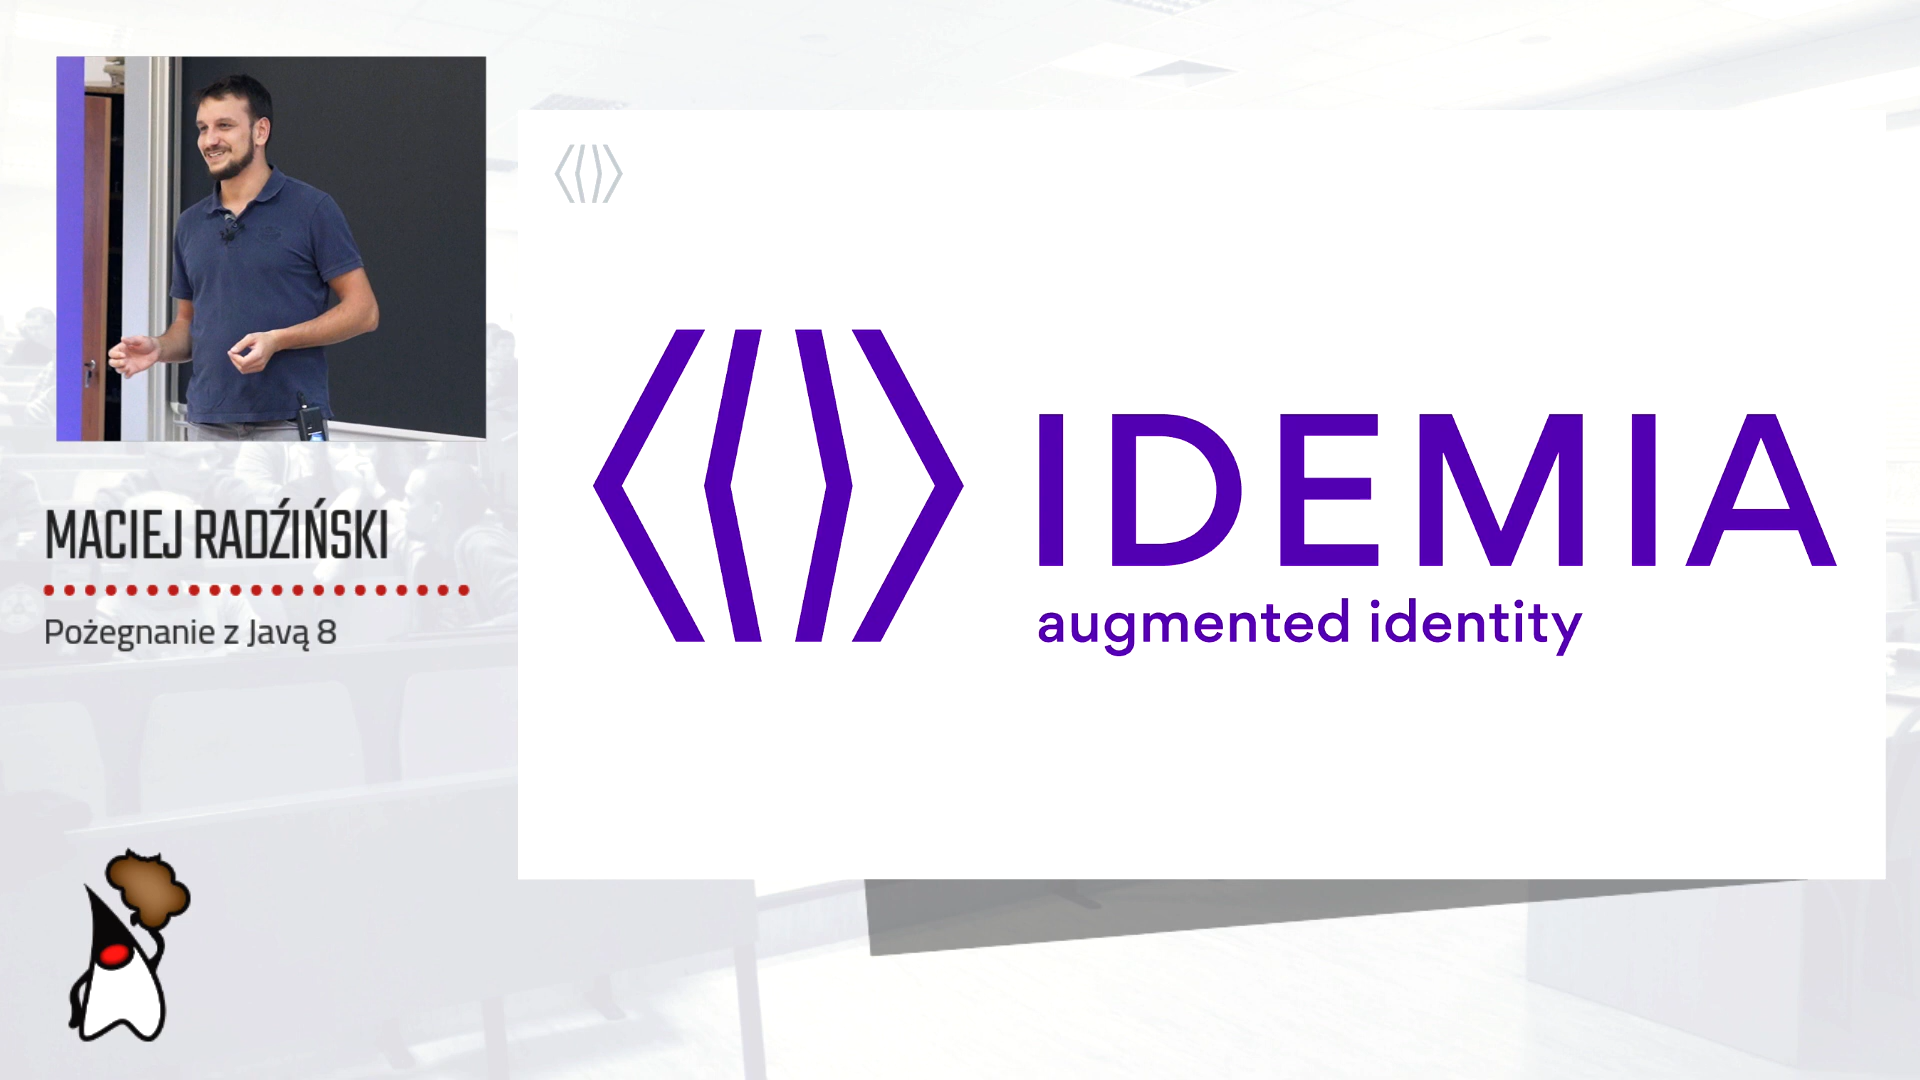 MACIEJ RADŹIŃSKI
Pożegnanie z Javą 8
IDEMIA
augmented identity